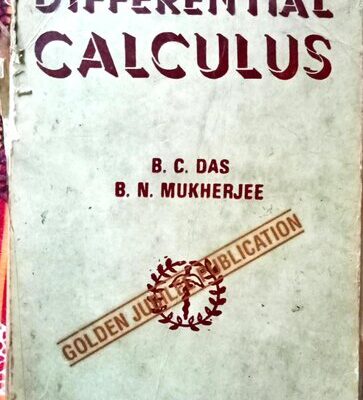 DIFFERENTIAL
CALCULUS
B. C. DAS
B. N. MUKHERJEE
GOLDEN JUBILEE PUBLICATION